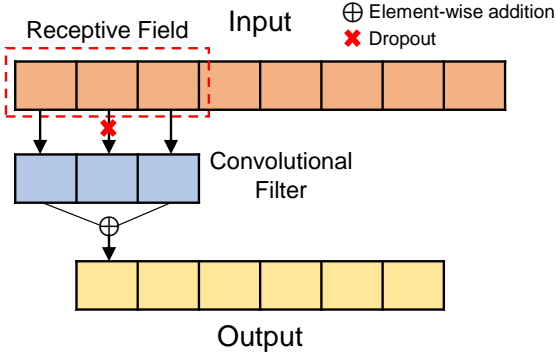 Receptive Field
Input
Element-wise addition
Dropout
Convolutional
Filter
Output